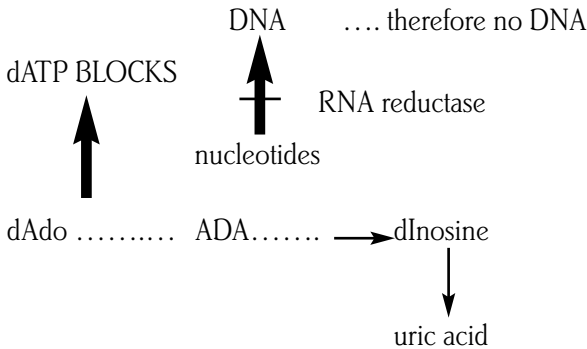 DNA …. therefore no DNA
dATP BLOCKS
RNA reductase
nucleotides
dAdo ………… ADA……. dInosine
uric acid